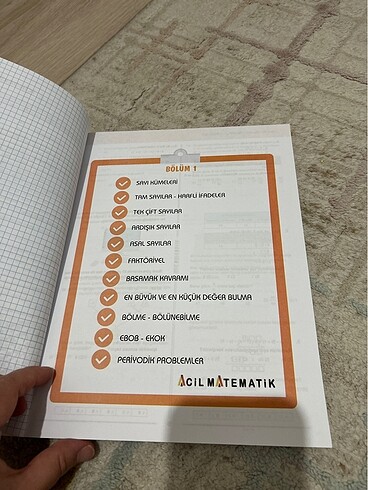 BÖLÜM 1
SAYI KÜMELERİ
TAM SAYILAR - HARFLİ İFADELER
TEK ÇİFT SAYILAR
ARDIŞIK SAYILAR
ASAL SAYILAR
FAKTÖRİYEL
BASAMAK KAVRAMI
EN BÜYÜK VE EN KÜÇÜK DEĞER BULMA
BÖLME - BÖLÜNEBİLME
EBOB - EKOK
PERİYODİK PROBLEMLER
ACİL MATEMATİK